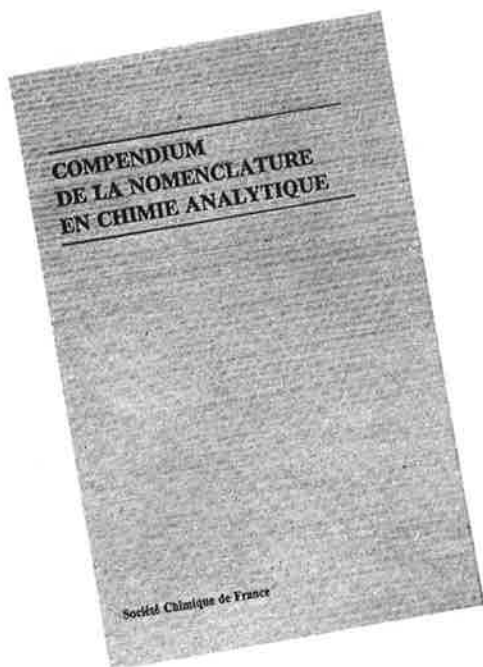 COMPENDIUM
DE LA NOMENCLATURE
EN CHIMIE ANALYTIQUE
Société Chimique de France